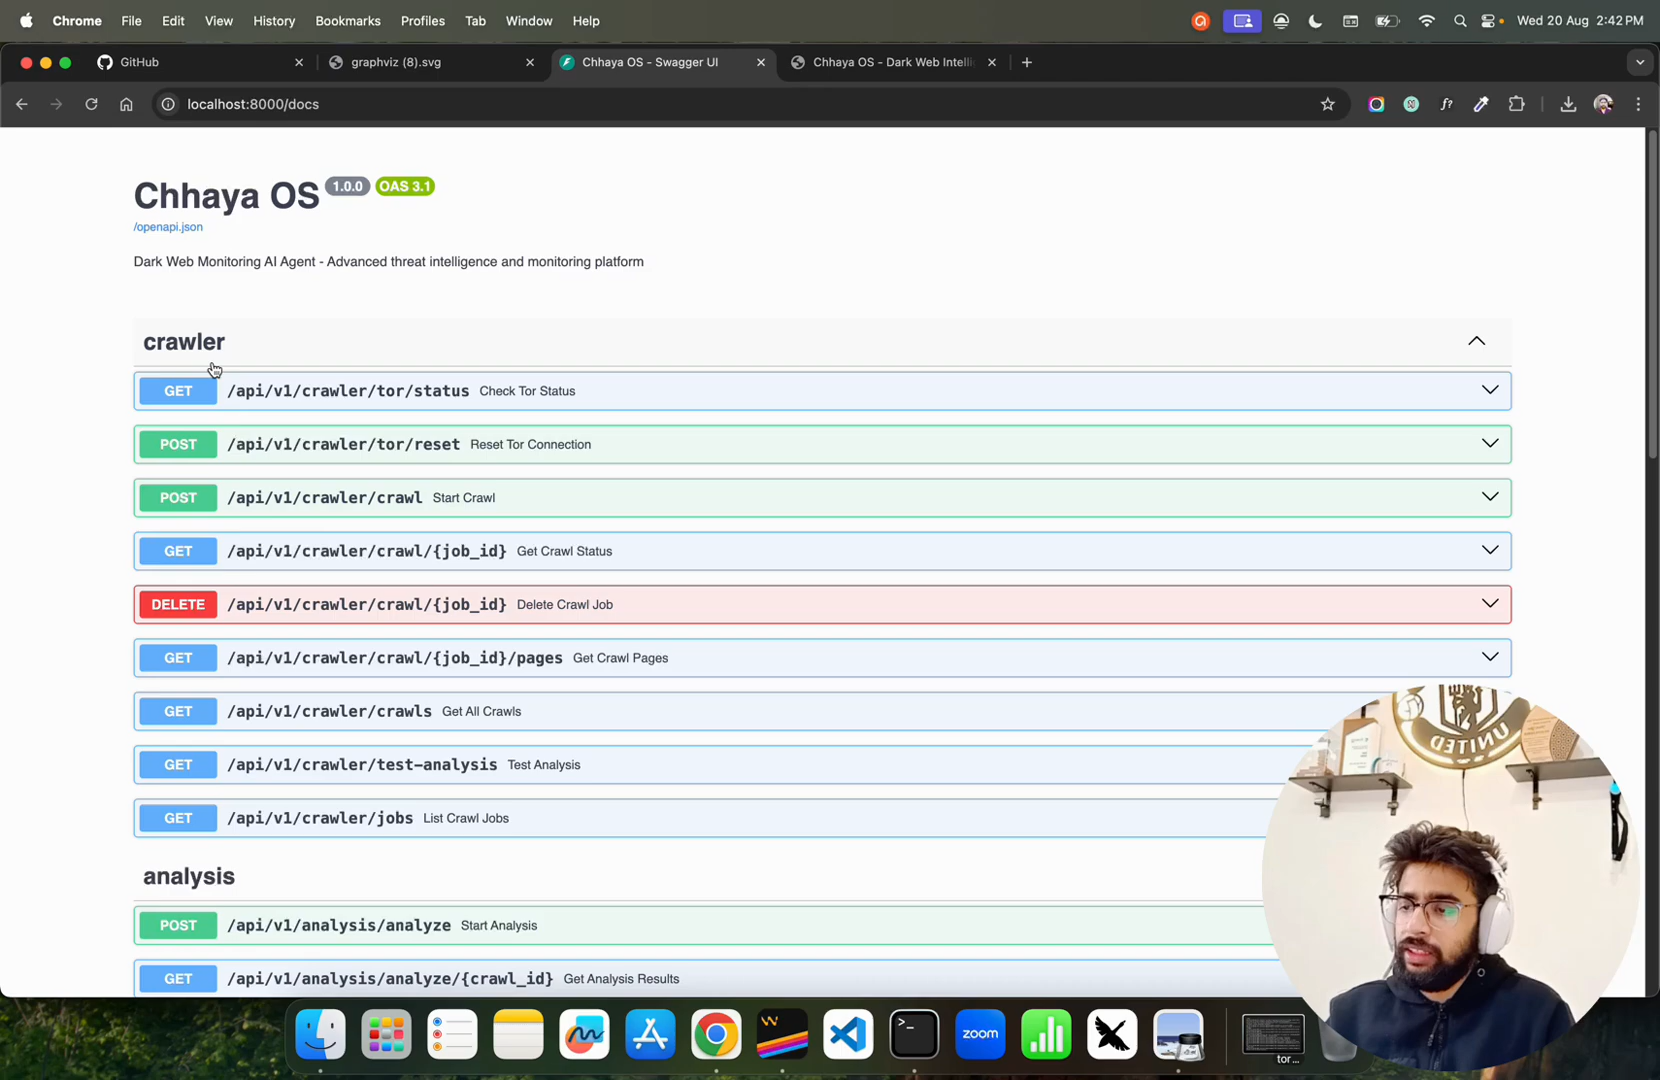 Chrome File Edit View History Bookmarks Profiles Tab Window Help Wed 20 Aug 2:42 PM
GitHub graphviz (8).svg Chhaya OS - Swagger UI Chhaya OS - Dark Web Intelli
localhost:8000/docs f?
Chhaya OS 1.0.0 OAS 3.1
/openapi.json
Dark Web Monitoring AI Agent - Advanced threat intelligence and monitoring platform
crawler
GET /api/v1/crawler/tor/status Check Tor Status
POST /api/v1/crawler/tor/reset Reset Tor Connection
POST /api/v1/crawler/crawl Start Crawl
GET /api/v1/crawler/crawl/{job_id} Get Crawl Status
DELETE /api/v1/crawler/crawl/{job_id} Delete Crawl Job
GET /api/v1/crawler/crawl/{job_id}/pages Get Crawl Pages
GET /api/v1/crawler/crawls Get All Crawls
GET /api/v1/crawler/test-analysis Test Analysis
GET /api/v1/crawler/jobs List Crawl Jobs
UNITED
analysis
POST /api/v1/analysis/analyze Start Analysis
GET /api/v1/analysis/analyze/{crawl_id} Get Analysis Results
zoom
tor...